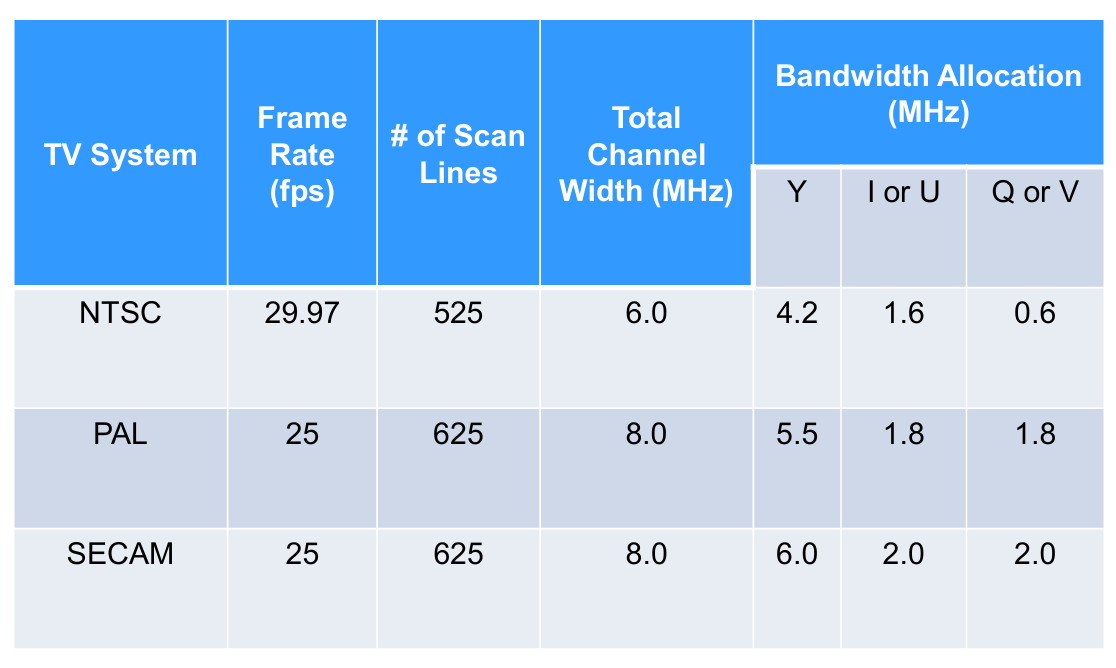 TV System
Frame
Rate
(fps)
# of Scan
Lines
Total
Channel
Width (MHz)
Bandwidth Allocation
(MHz)
Y
I or U
Q or V
NTSC 29.97 525 6.0 4.2 1.6 0.6
PAL 25 625 8.0 5.5 1.8 1.8
SECAM 25 625 8.0 6.0 2.0 2.0